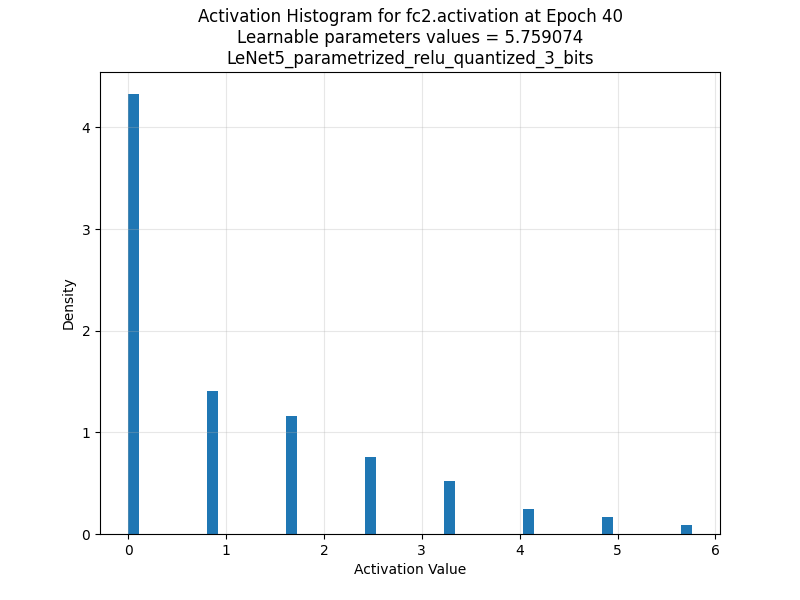 Activation Histogram for fc2.activation at Epoch 40
Learnable parameters values = 5.759074
LeNet5_parametrized_relu_quantized_3_bits
4
3
2
1
0
Density
0 1 2 3 4 5 6
Activation Value